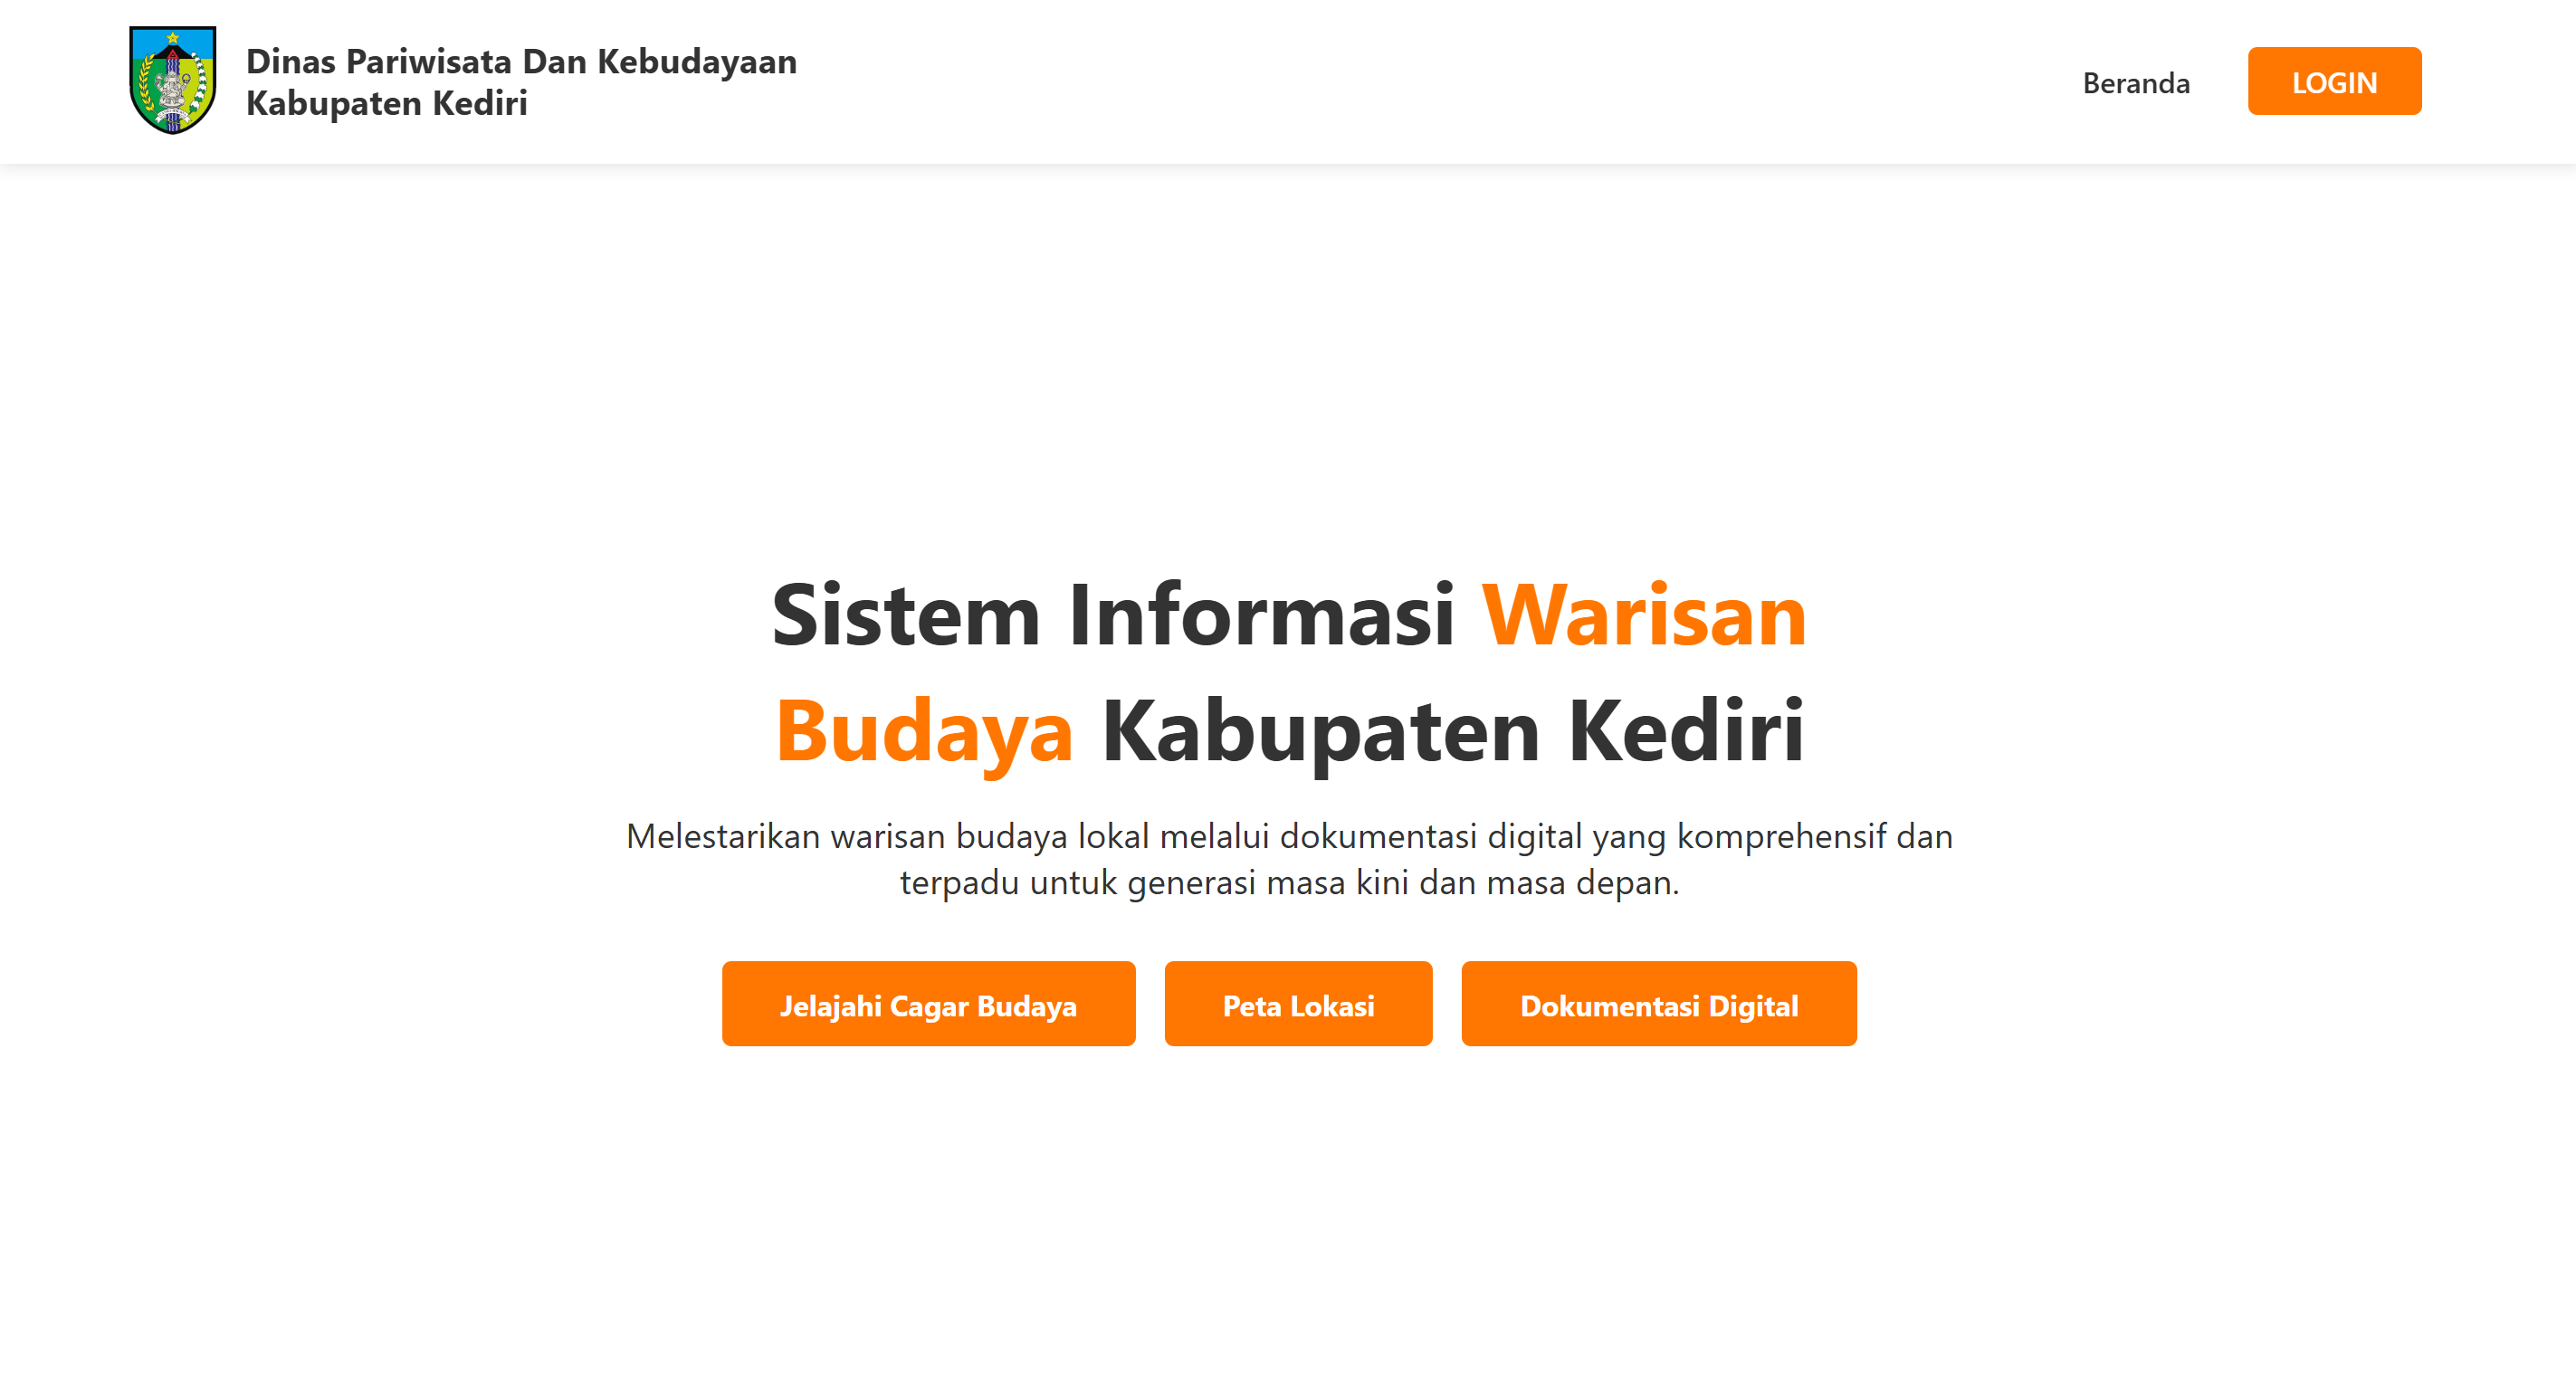 Dinas Pariwisata Dan Kebudayaan
Kabupaten Kediri
Beranda
LOGIN
Sistem Informasi Warisan
Budaya Kabupaten Kediri
Melestarikan warisan budaya lokal melalui dokumentasi digital yang komprehensif dan
terpadu untuk generasi masa kini dan masa depan.
Jelajahi Cagar Budaya
Peta Lokasi
Dokumentasi Digital